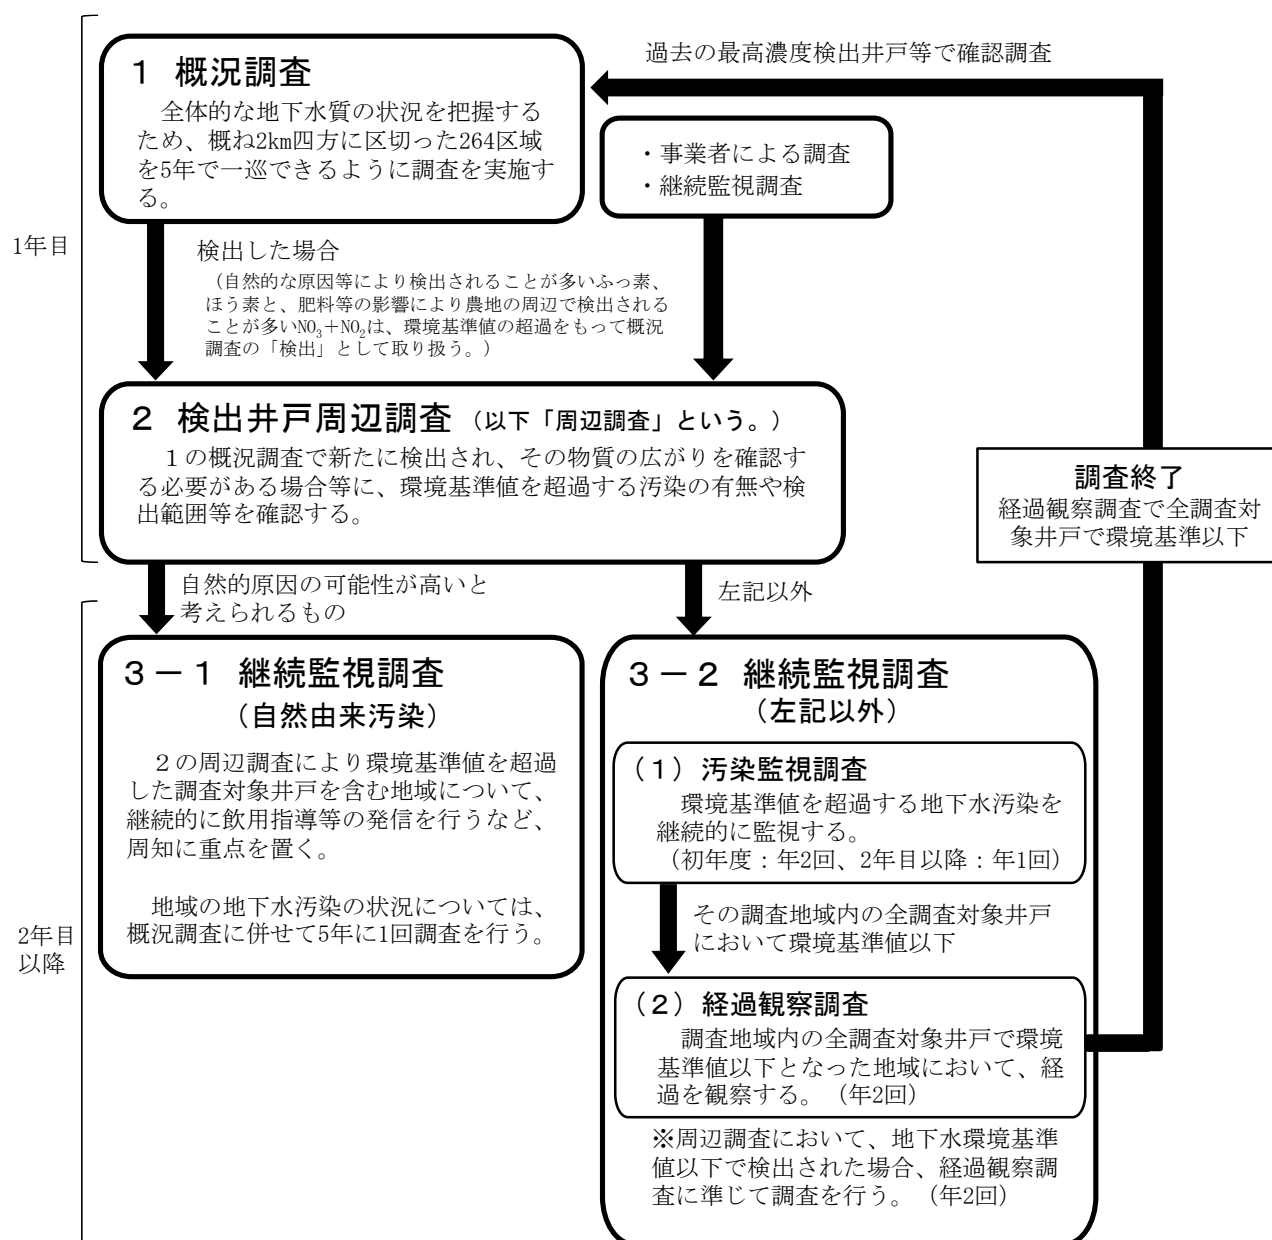 過去の最高濃度検出井戸等で確認調査
1年目
1 概況調査
全体的な地下水質の状況を把握する
ため、概ね2km四方に区切った264区域
を5年で一巡できるように調査を実施す
る。
・事業者による調査
・継続監視調査
検出した場合
（自然的な原因等により検出されることが多いふっ素、
ほう素と、肥料等の影響により農地の周辺で検出される
ことが多いNO₃＋NO₂は、環境基準値の超過をもって概況
調査の「検出」として取り扱う。）
2 検出井戸周辺調査（以下「周辺調査」という。）
1の概況調査で新たに検出され、その物質の広がりを確認す
る必要がある場合等に、環境基準値を超過する汚染の有無や検
出範囲等を確認する。
調査終了
経過観察調査で全調査対
象井戸で環境基準以下
自然的原因の可能性が高いと
考えられるもの
左記以外
2年目
以降
3－1 継続監視調査
（自然由来汚染）
2の周辺調査により環境基準値を超過
した調査対象井戸を含む地域について、
継続的に飲用指導等の発信を行うなど、
周知に重点を置く。
地域の地下水汚染の状況については、
概況調査に併せて5年に1回調査を行う。
3－2 継続監視調査
（左記以外）
（1）汚染監視調査
環境基準値を超過する地下水汚染を
継続的に監視する。
（初年度：年2回、2年目以降：年1回）
その調査地域内の全調査対象井戸
において環境基準値以下
（2）経過観察調査
調査地域内の全調査対象井戸で環境
基準値以下となった地域において、経
過を観察する。（年2回）
※周辺調査において、地下水環境基準
値以下で検出された場合、経過観察調
査に準じて調査を行う。（年2回）